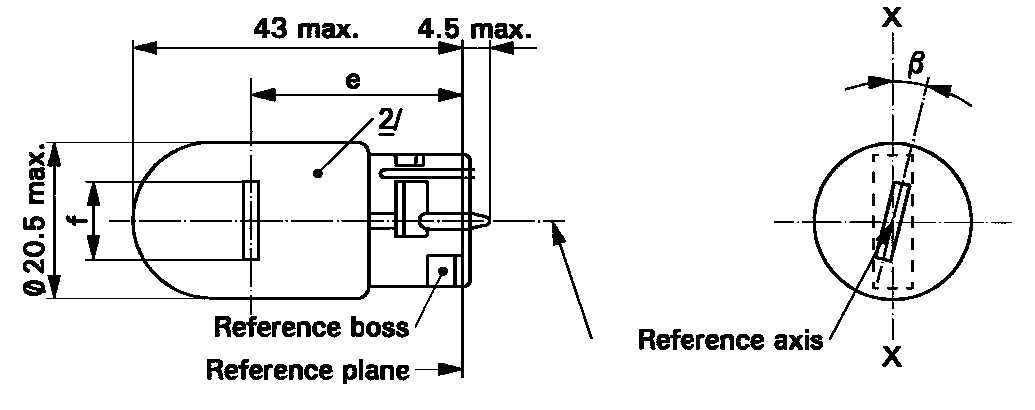 43 max.
4.5 max.
X
β
e
2/
Ø 20.5 max.
f
Reference boss
Reference axis
X
Reference plane